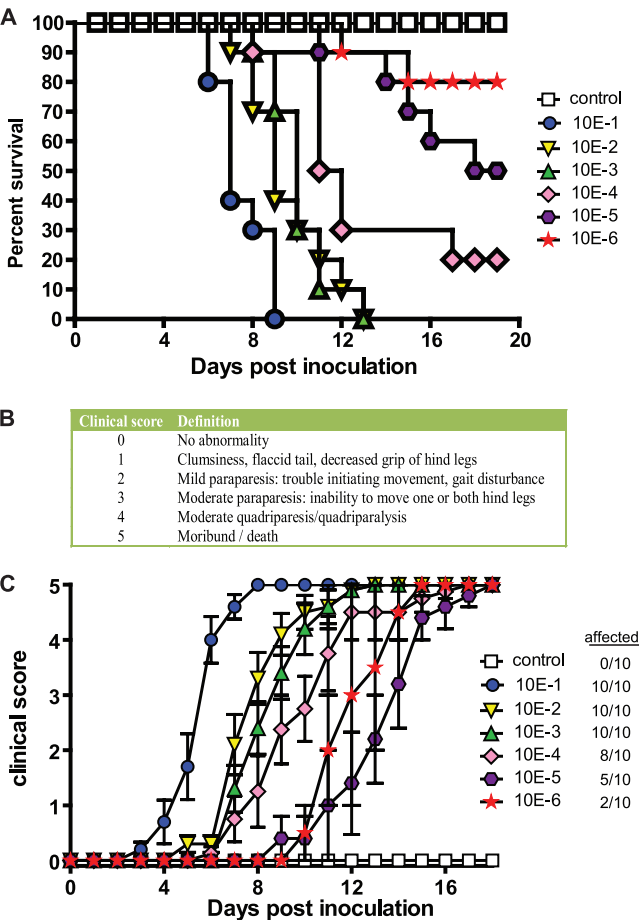 A
100
90
80
70
60
50
40
30
20
10
0
Percent survival
0 4 8 12 16 20
Days post inoculation
control
10E-1
10E-2
10E-3
10E-4
10E-5
10E-6
B
Clinical score Definition
0 No abnormality
1 Clumsiness, flaccid tail, decreased grip of hind legs
2 Mild paraparesis: trouble initiating movement, gait disturbance
3 Moderate paraparesis: inability to move one or both hind legs
4 Moderate quadriparesis/quadriparalysis
5 Moribund / death
C
5
4
3
2
1
0
clinical score
0 4 8 12 16
Days post inoculation
affected
control 0/10
10E-1 10/10
10E-2 10/10
10E-3 10/10
10E-4 8/10
10E-5 5/10
10E-6 2/10